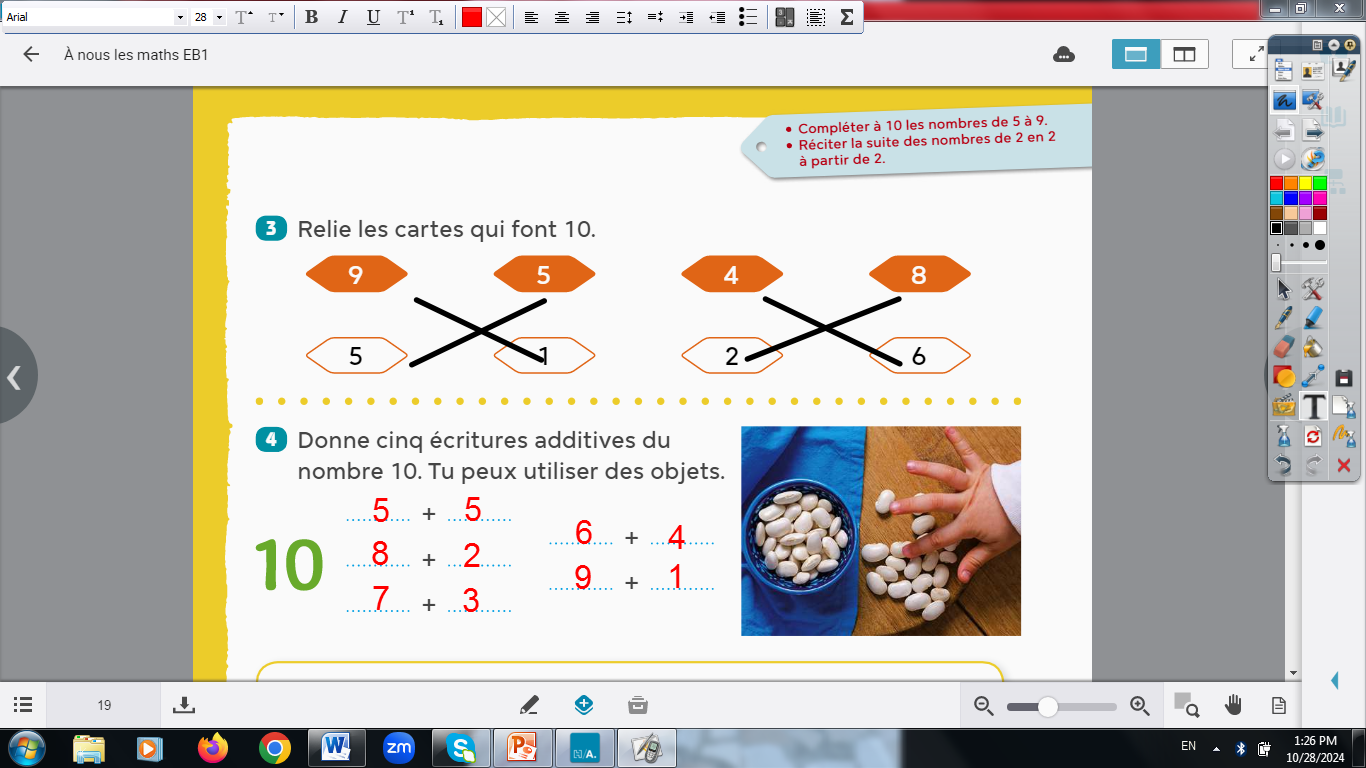 Arial 28 B I U T¹ T₁ Σ
À nous les maths EB1
• Compléter à 10 les nombres de 5 à 9.
• Réciter la suite des nombres de 2 en 2
à partir de 2.
3 Relie les cartes qui font 10.
9 5 4 8
5 1 2 6
4 Donne cinq écritures additives du
nombre 10. Tu peux utiliser des objets.
10
5 + 5
8 + 2
7 + 3
6 + 4
9 + 1
T
19
W zm S P H/A.
EN
1:26 PM
10/28/2024